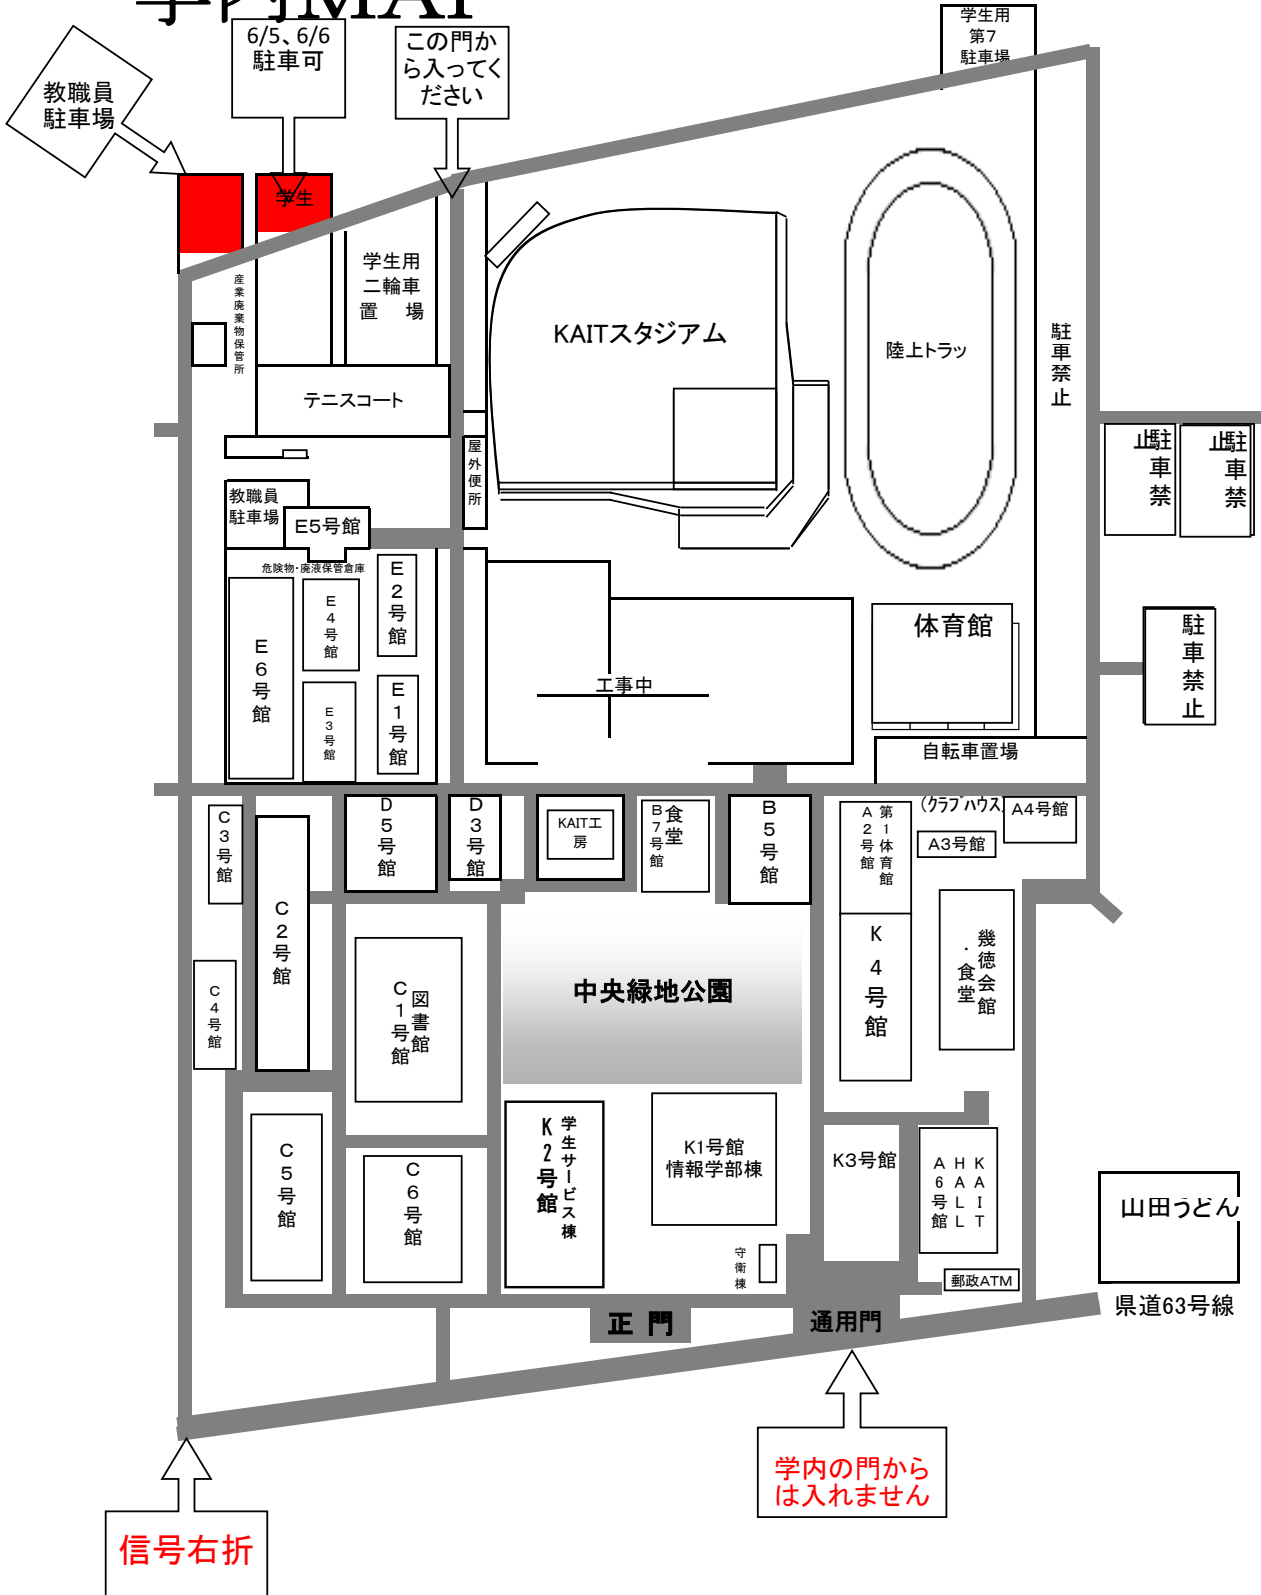 学内MAP
6/5、6/6
駐車可
この門か
ら入ってく
ださい
教職員
駐車場
学生用
第7
駐車場
学生
学生用
二輪車
置　場
産業廃棄物保管所
KAITスタジアム
陸上トラッ
駐車禁止
テニスコート
屋外便所
駐車禁
止
駐車禁
止
教職員
駐車場
E5号館
危険物・廃液保管倉庫
E2号館
E4号館
E6号館
E1号館
E3号館
体育館
駐車禁止
工事中
自転車置場
(クラブハウス
C3号館
D5号館
D3号館
KAIT工
房
食堂
B7号館
B5号館
第1体育館
A2号館
A4号館
A3号館
C2号館
C4号館
図書館
C1号館
中央緑地公園
K4号館
幾徳会館
・食堂
C5号館
C6号館
学生サービス棟
K2号館
K1号館
情報学部棟
K3号館
KAIT
HALL
A6号館
守衛棟
郵政ATM
山田うどん
県道63号線
正 門
通用門
学内の門から
は入れません
信号右折